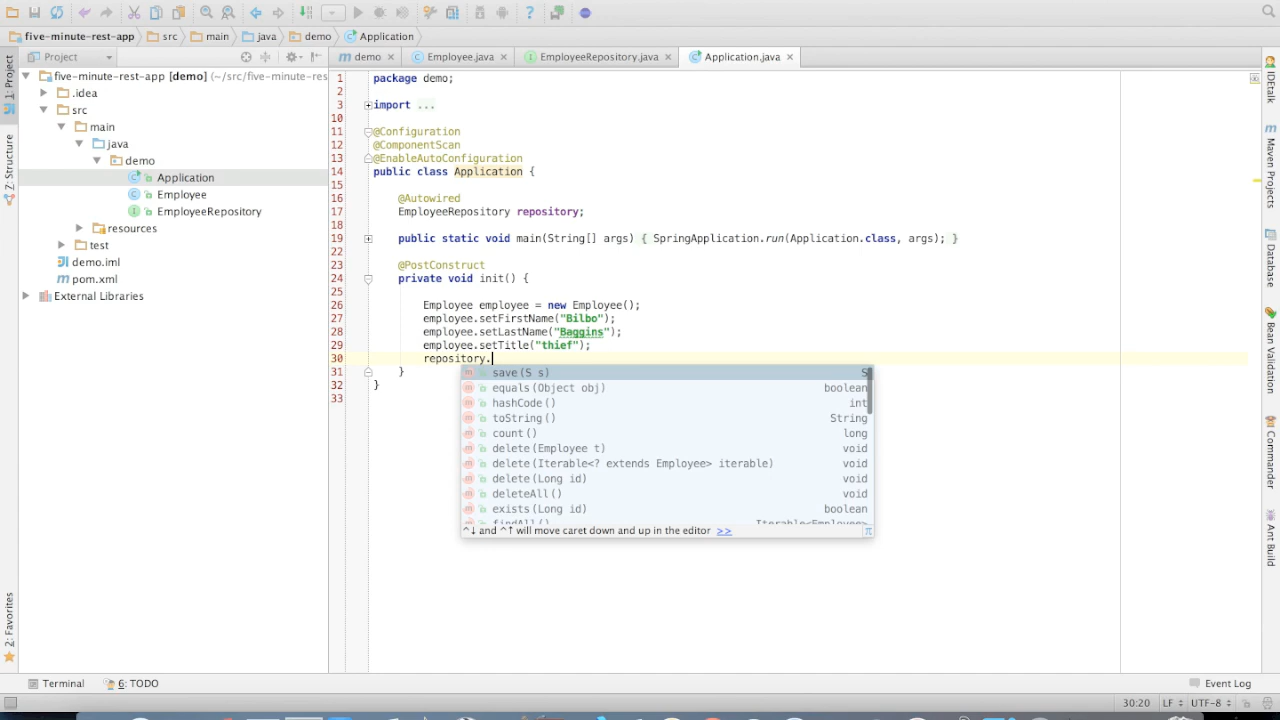 five-minute-rest-app src main java demo Application
Project
demo Employee.java EmployeeRepository.java Application.java
five-minute-rest-app [demo] (~/src/five-minute-res
.idea
src
main
java
demo
Application
Employee
EmployeeRepository
resources
test
demo.iml
pom.xml
External Libraries
1: Project
Z: Structure
2: Favorites
1 package demo;
2
3 import ...
10
11 @Configuration
12 @ComponentScan
13 @EnableAutoConfiguration
14 public class Application {
15
16 @Autowired
17 EmployeeRepository repository;
18
19 public static void main(String[] args) { SpringApplication.run(Application.class, args); }
22
23 @PostConstruct
24 private void init() {
25
26 Employee employee = new Employee();
27 employee.setFirstName("Bilbo");
28 employee.setLastName("Baggins");
29 employee.setTitle("thief");
30 repository.
31 }
32 }
33
save(S s) S
equals(Object obj) boolean
hashCode() int
toString() String
count() long
delete(Employee t) void
delete(Iterable<? extends Employee> iterable) void
delete(Long id) void
deleteAll() void
exists(Long id) boolean
findAll() Iterable<Employee>
^↓ and ^↑ will move caret down and up in the editor >> π
IDEtalk
Maven Projects
Database
Bean Validation
Commander
Ant Build
Terminal 6: TODO Event Log
30:20 LF UTF-8